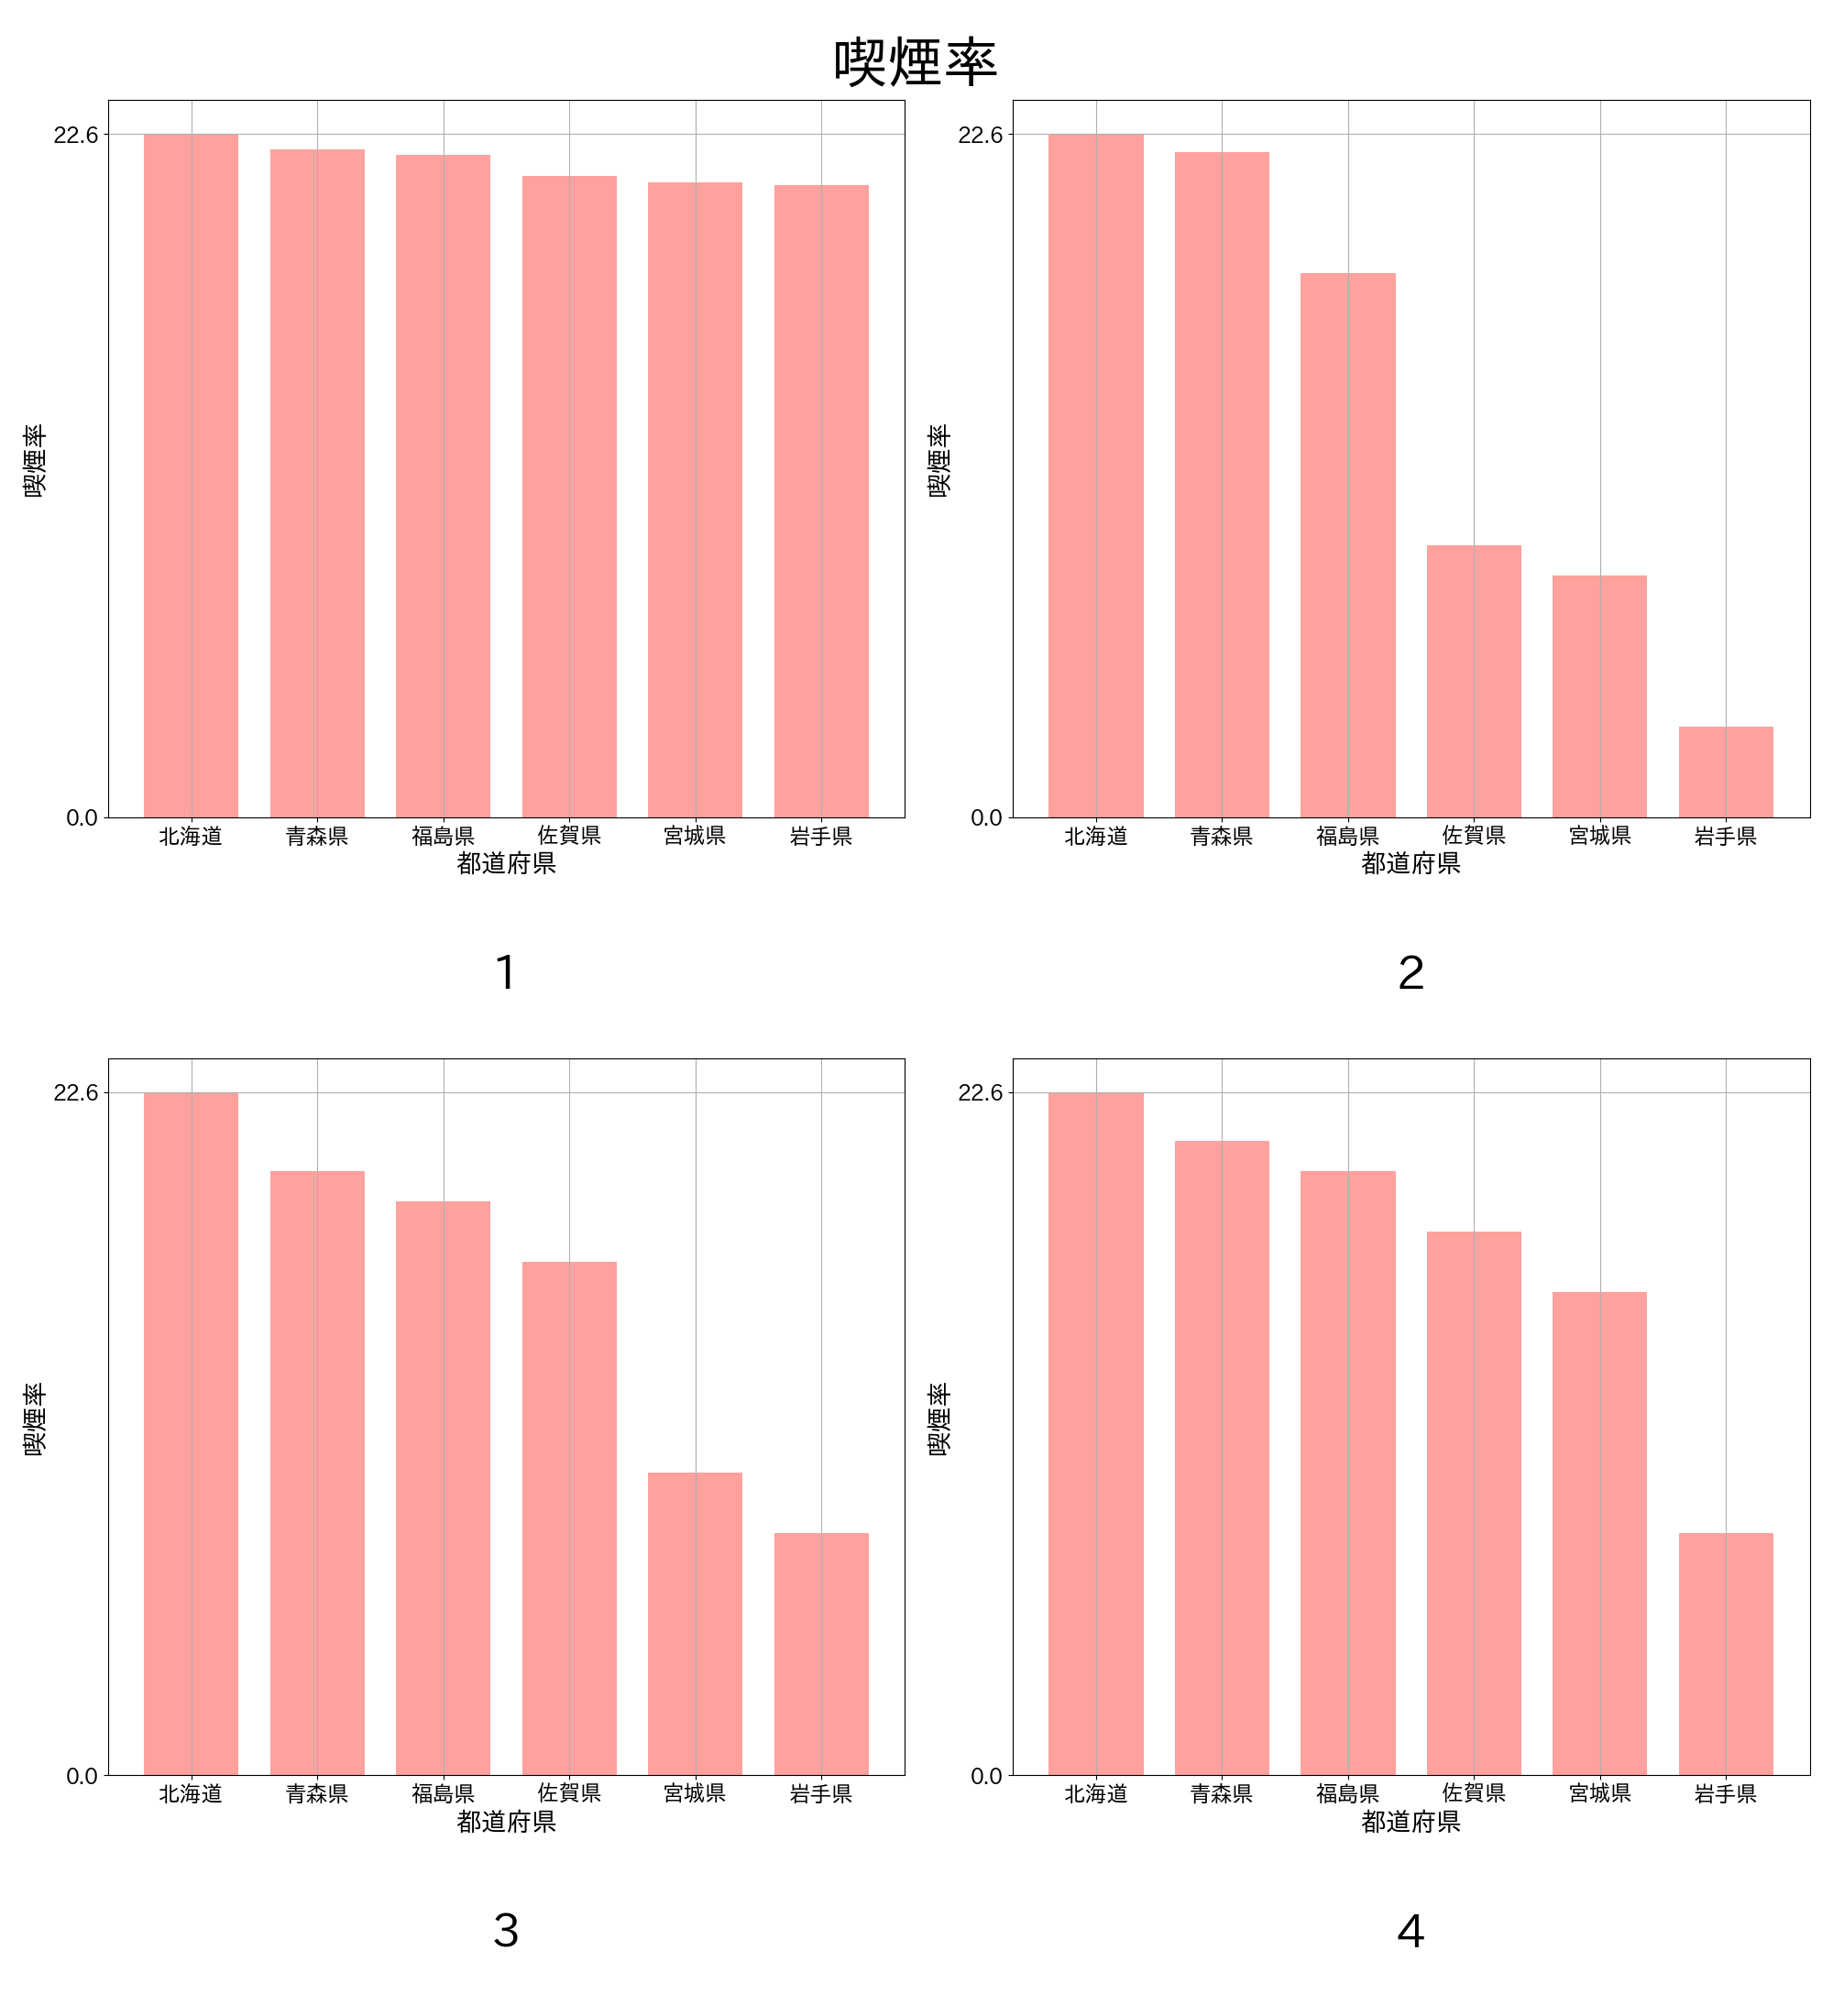 喫煙率
22.6
喫煙率
0.0
北海道 青森県 福島県 佐賀県 宮城県 岩手県
都道府県
1
22.6
喫煙率
0.0
北海道 青森県 福島県 佐賀県 宮城県 岩手県
都道府県
2
22.6
喫煙率
0.0
北海道 青森県 福島県 佐賀県 宮城県 岩手県
都道府県
3
22.6
喫煙率
0.0
北海道 青森県 福島県 佐賀県 宮城県 岩手県
都道府県
4